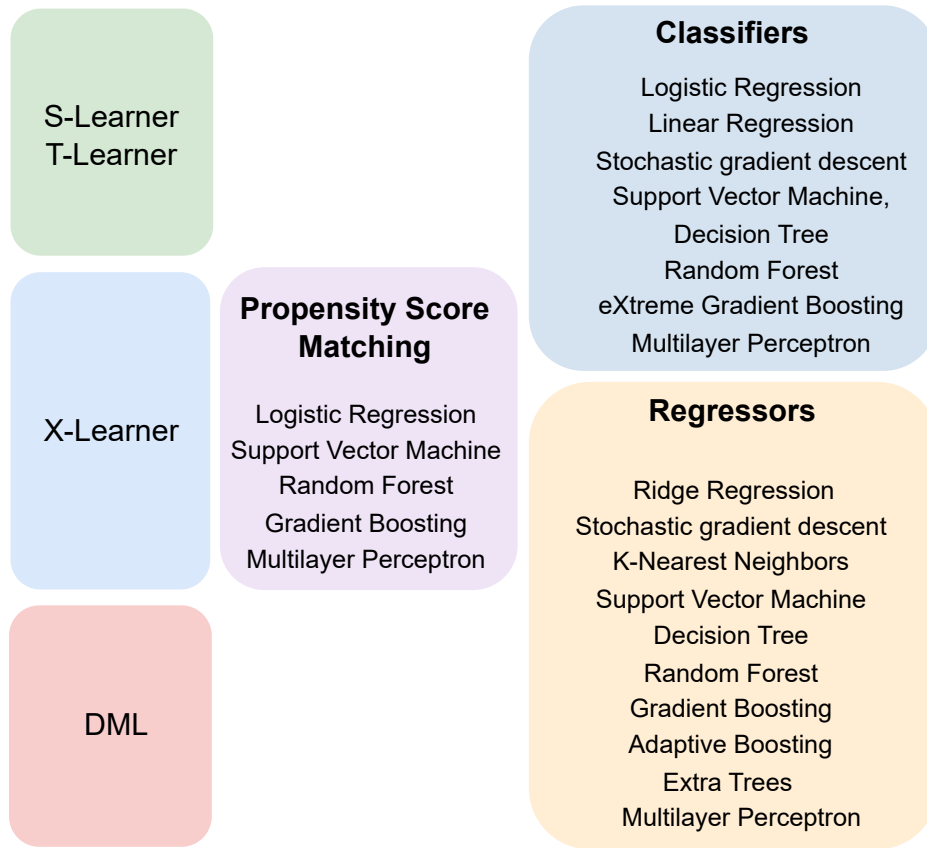 S-Learner
T-Learner
X-Learner
DML
Propensity Score
Matching
Logistic Regression
Support Vector Machine
Random Forest
Gradient Boosting
Multilayer Perceptron
Classifiers
Logistic Regression
Linear Regression
Stochastic gradient descent
Support Vector Machine,
Decision Tree
Random Forest
eXtreme Gradient Boosting
Multilayer Perceptron
Regressors
Ridge Regression
Stochastic gradient descent
K-Nearest Neighbors
Support Vector Machine
Decision Tree
Random Forest
Gradient Boosting
Adaptive Boosting
Extra Trees
Multilayer Perceptron